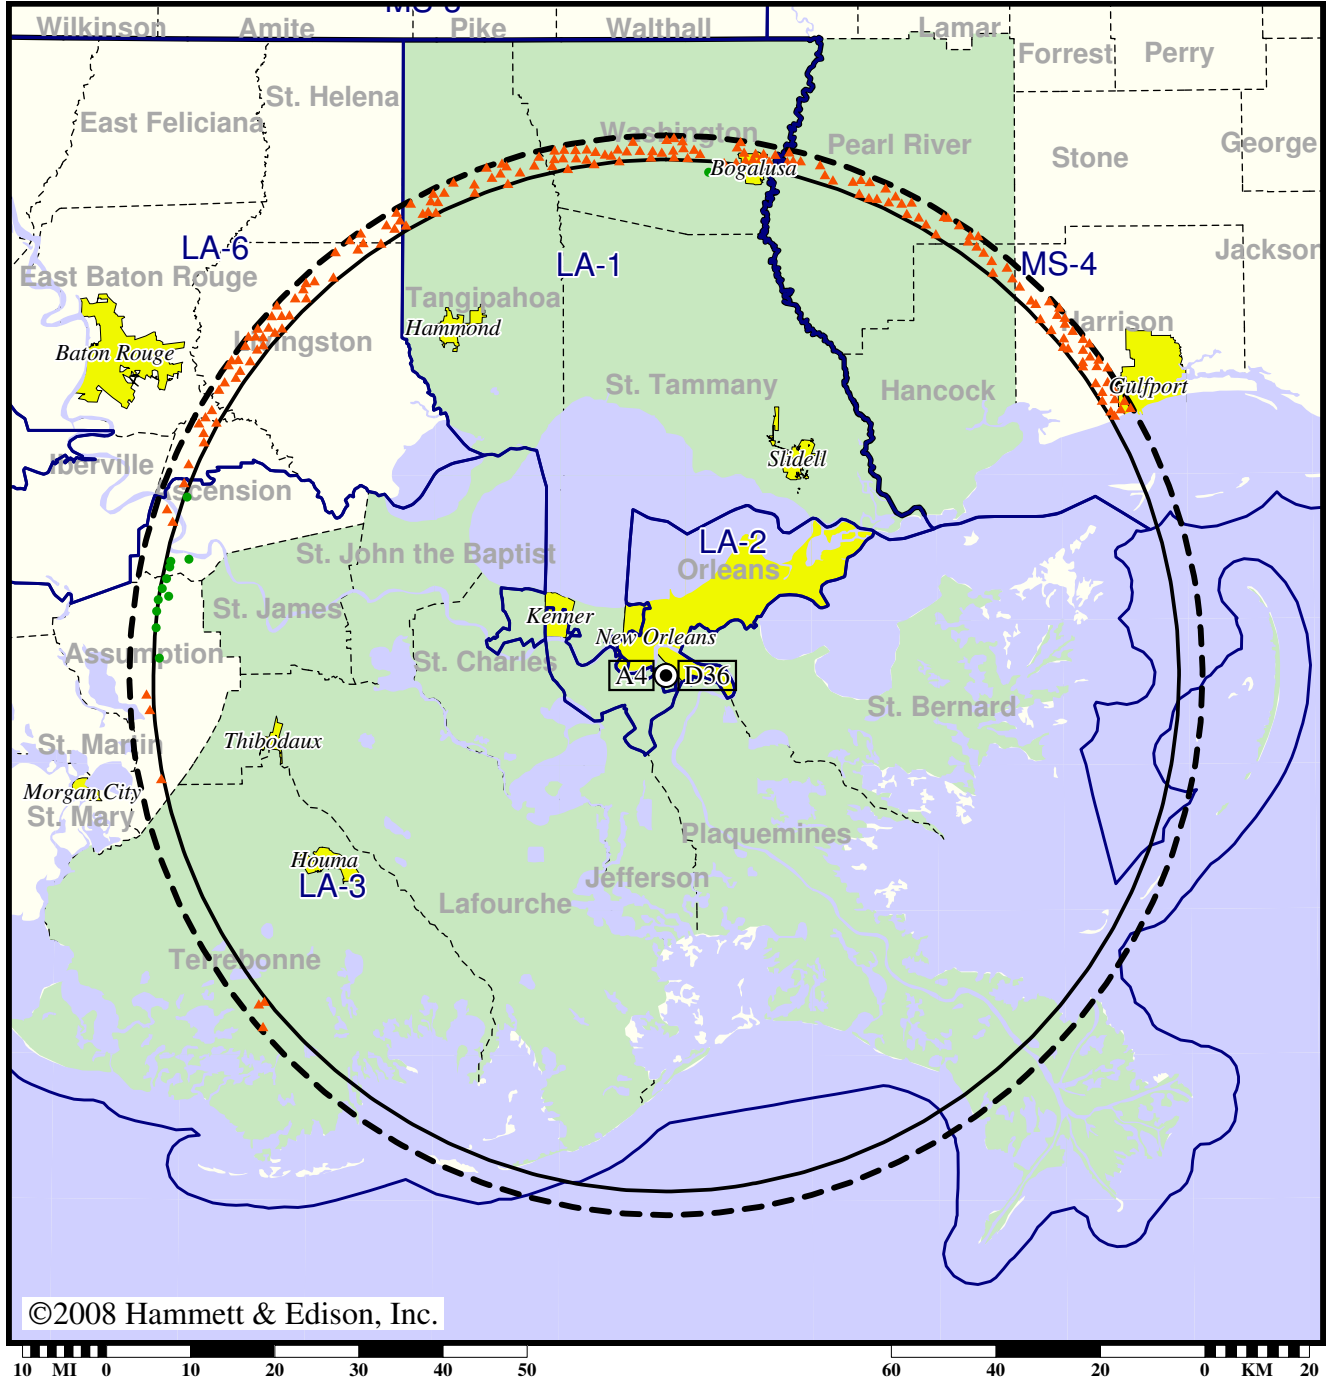 MS-3
Wilkinson Amite Pike Walthall Lamar
Forrest Perry
St. Helena
East Feliciana
Washington Pearl River George
Stone
Bogalusa
LA-6 LA-1 MS-4 Jackson
East Baton Rouge
Tangipahoa
Hammond Harrison
Livingston
Baton Rouge
St. Tammany Hancock Gulfport
Slidell
Iberville
Ascension
St. John the Baptist LA-2
Orleans
St. James Kenner
New Orleans
Assumption St. Charles A4 D36
St. Bernard
St. Martin Thibodaux
Morgan City
St. Mary Plaquemines
Houma
LA-3 Jefferson
Lafourche
Terrebonne
©2008 Hammett & Edison, Inc.
10 MI 0 10 20 30 40 50 60 40 20 0 KM 20